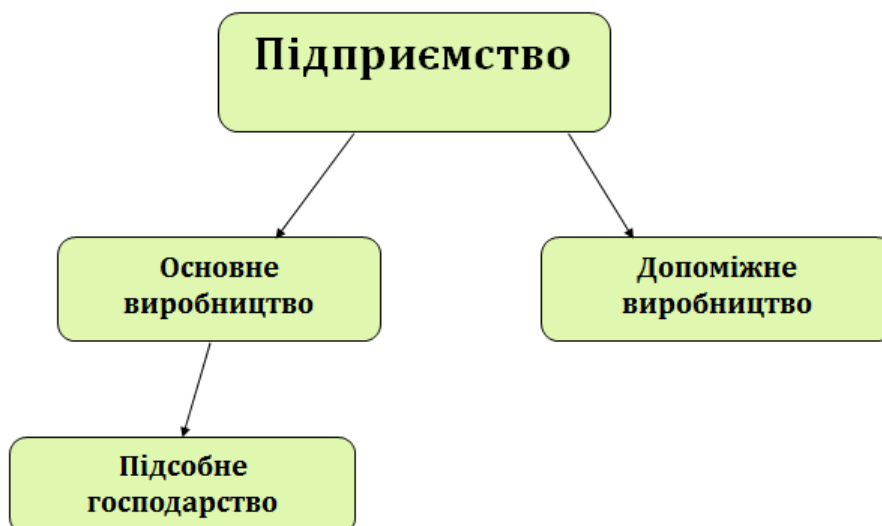 Підприємство
Основне
виробництво
Допоміжне
виробництво
Підсобне
господарство